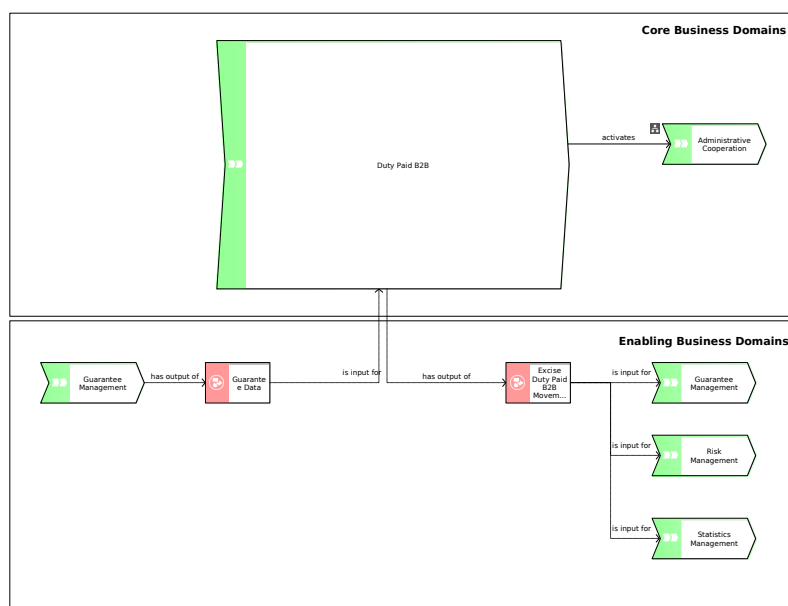 Core Business Domains
Duty Paid B2B
activates
Administrative
Cooperation
Enabling Business Domains
Guarantee
Management
has output of
Guarante
e Data
is input for
has output of
Excise
Duty Paid
B2B
Movem...
is input for
Guarantee
Management
is input for
Risk
Management
is input for
Statistics
Management